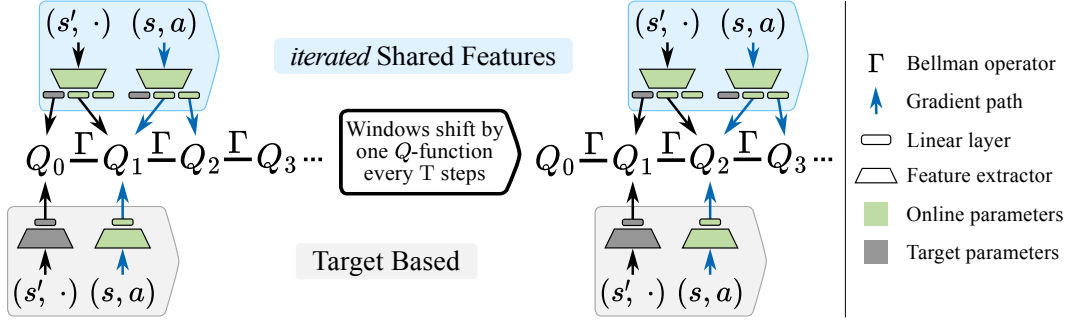 (s′, ·) (s, a)
iterated Shared Features
(s′, ·) (s, a)
Q₀ Γ Q₁ Γ Q₂ Γ Q₃ ...
Windows shift by
one Q-function
every T steps
Q₀ Γ Q₁ Γ Q₂ Γ Q₃ ...
(s′, ·) (s, a)
Target Based
(s′, ·) (s, a)
Γ Bellman operator
Gradient path
Linear layer
Feature extractor
Online parameters
Target parameters